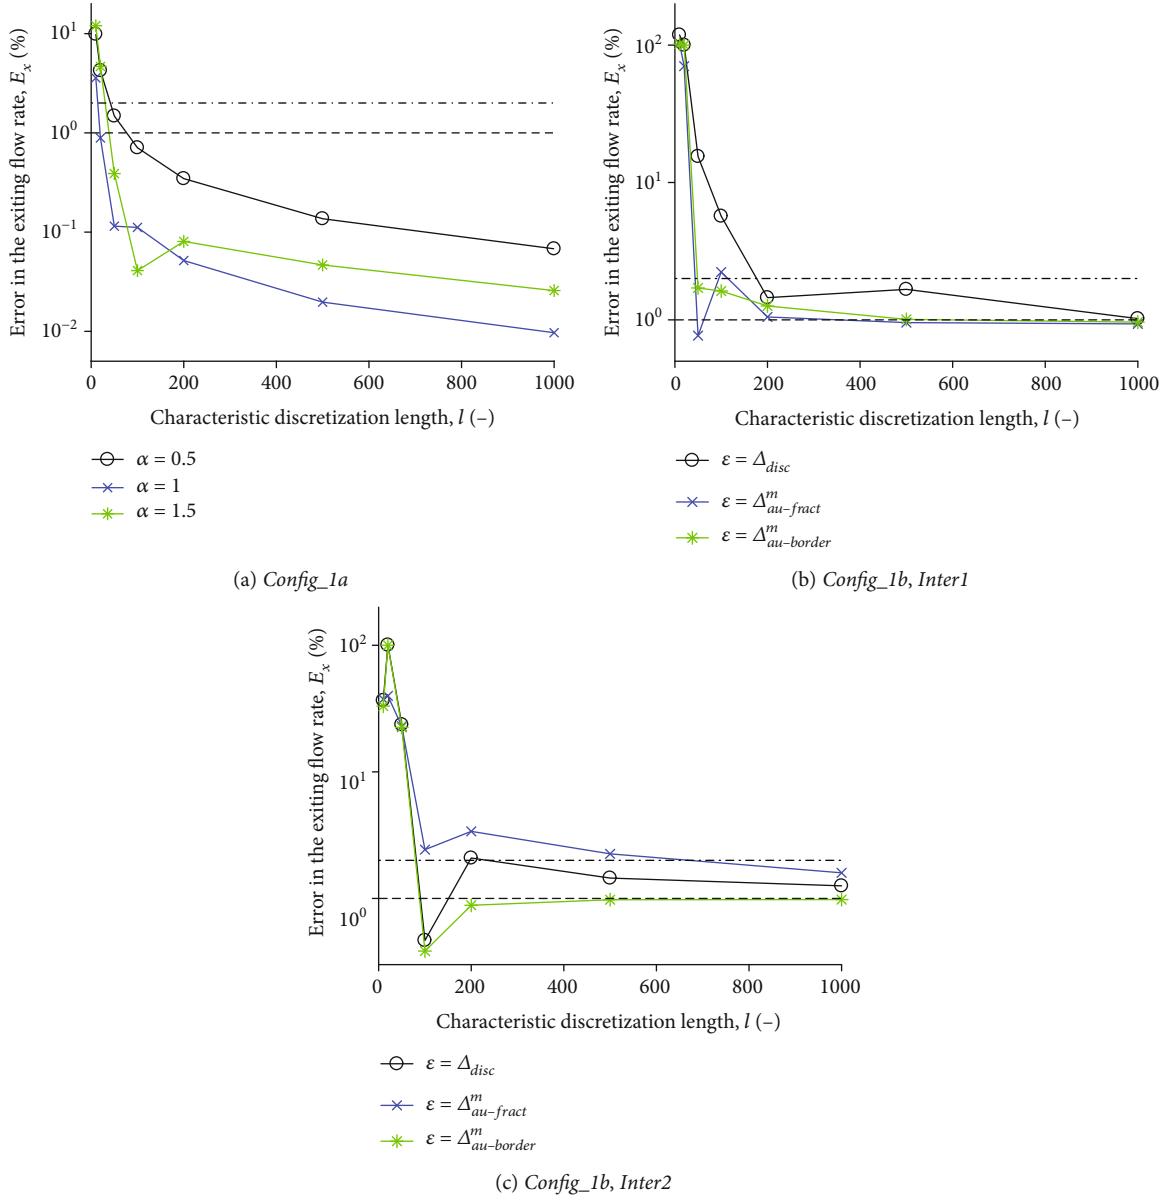 Error in the exiting flow rate, E_x (%)
10^1
10^0
10^−1
10^−2
0 200 400 600 800 1000
Characteristic discretization length, l (–)
α = 0.5
α = 1
α = 1.5
(a) Config_1a
Error in the exiting flow rate, E_x (%)
10^2
10^1
10^0
0 200 400 600 800 1000
Characteristic discretization length, l (–)
ε = Δ_disc
ε = Δ^m_au–fract
ε = Δ^m_au–border
(b) Config_1b, Inter1
Error in the exiting flow rate, E_x (%)
10^2
10^1
10^0
0 200 400 600 800 1000
Characteristic discretization length, l (–)
ε = Δ_disc
ε = Δ^m_au–fract
ε = Δ^m_au–border
(c) Config_1b, Inter2